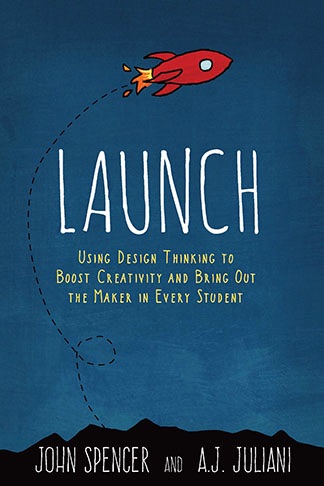 LAUNCH
USING DESIGN THINKING TO
BOOST CREATIVITY AND BRING OUT
THE MAKER IN EVERY STUDENT
JOHN SPENCER AND A.J. JULIANI